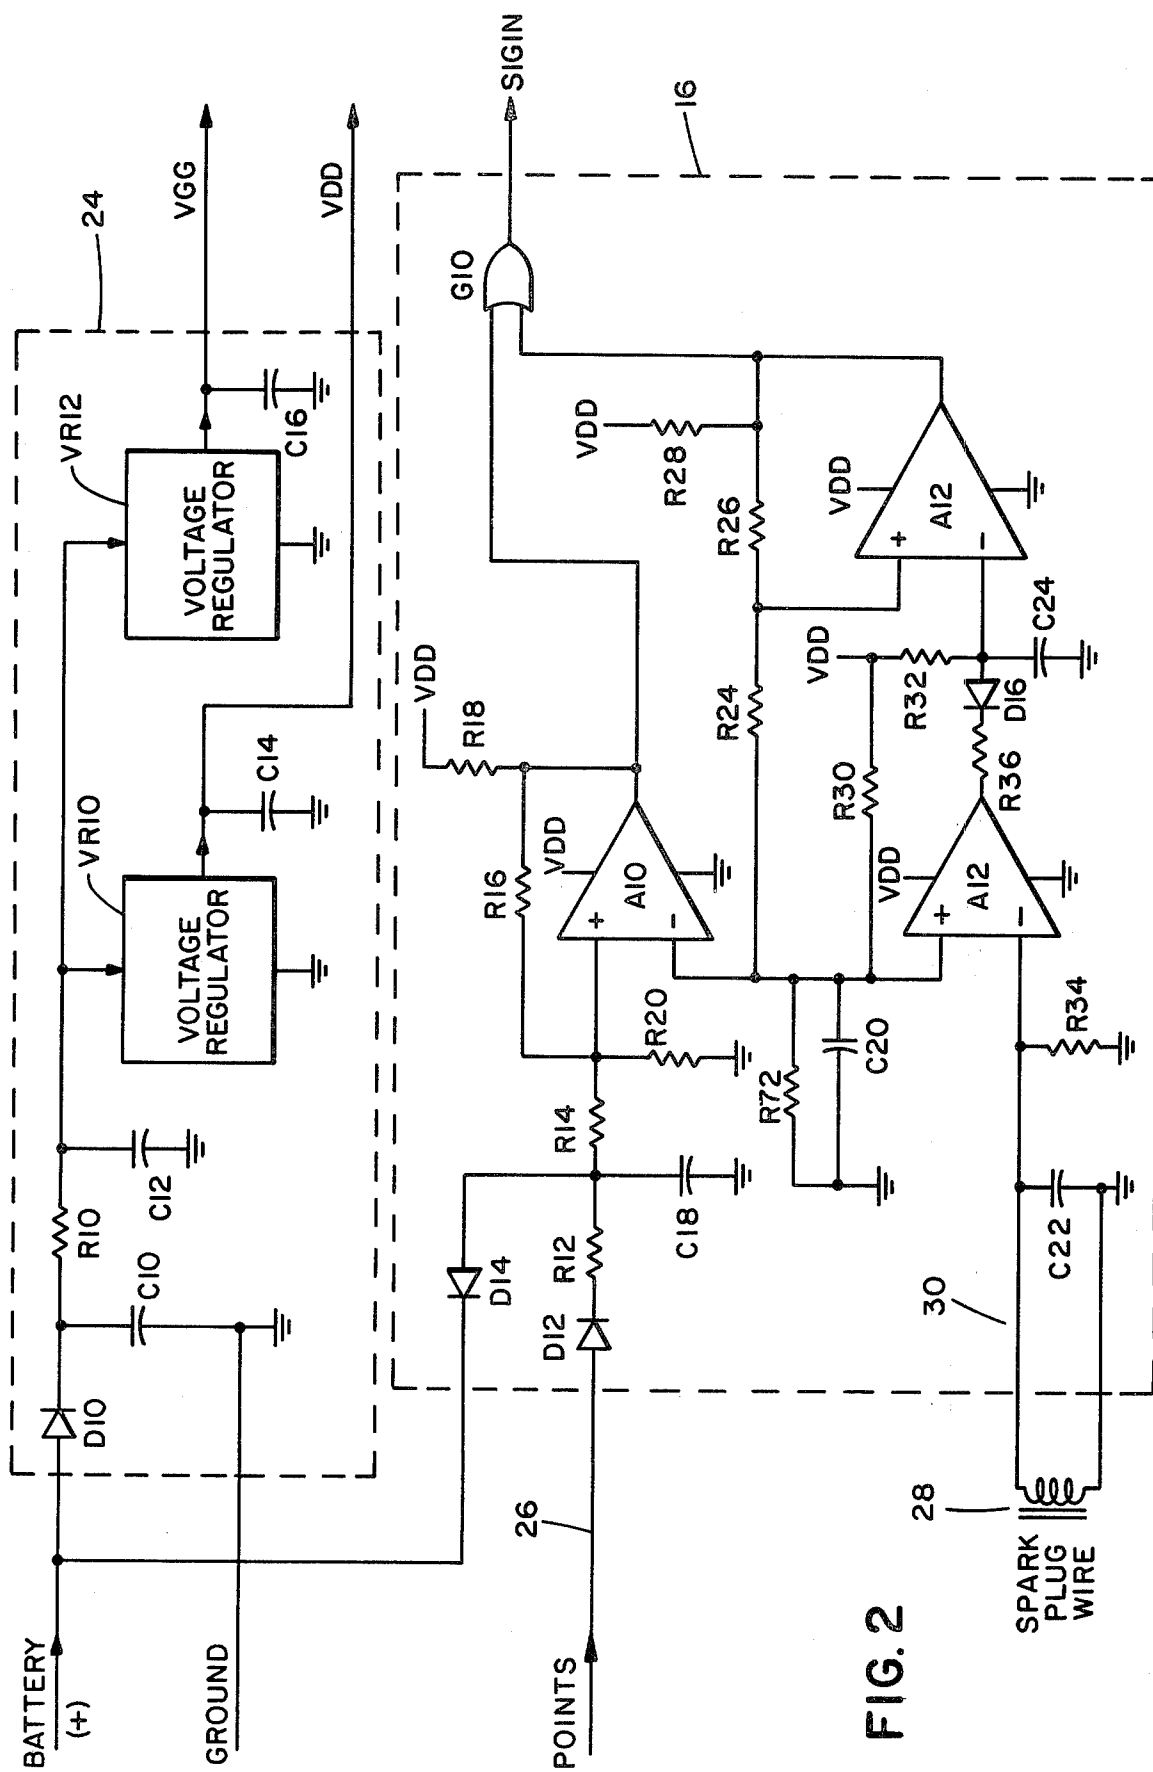 BATTERY
(+)
GROUND
D10
C10
R10
C12
VR10
VOLTAGE
REGULATOR
C14
VR12
VOLTAGE
REGULATOR
C16
24
VGG
VDD
POINTS
26
D12
R12
D14
C18
R14
R20
R16
R18
VDD
VDD
A10
+
-
G10
SIGIN
16
R72
C20
R24
R26
R28
VDD
R30
VDD
R32
VDD
A12
+
-
R36
D16
C24
VDD
A12
+
-
SPARK
PLUG
WIRE
28
30
C22
R34
FIG. 2